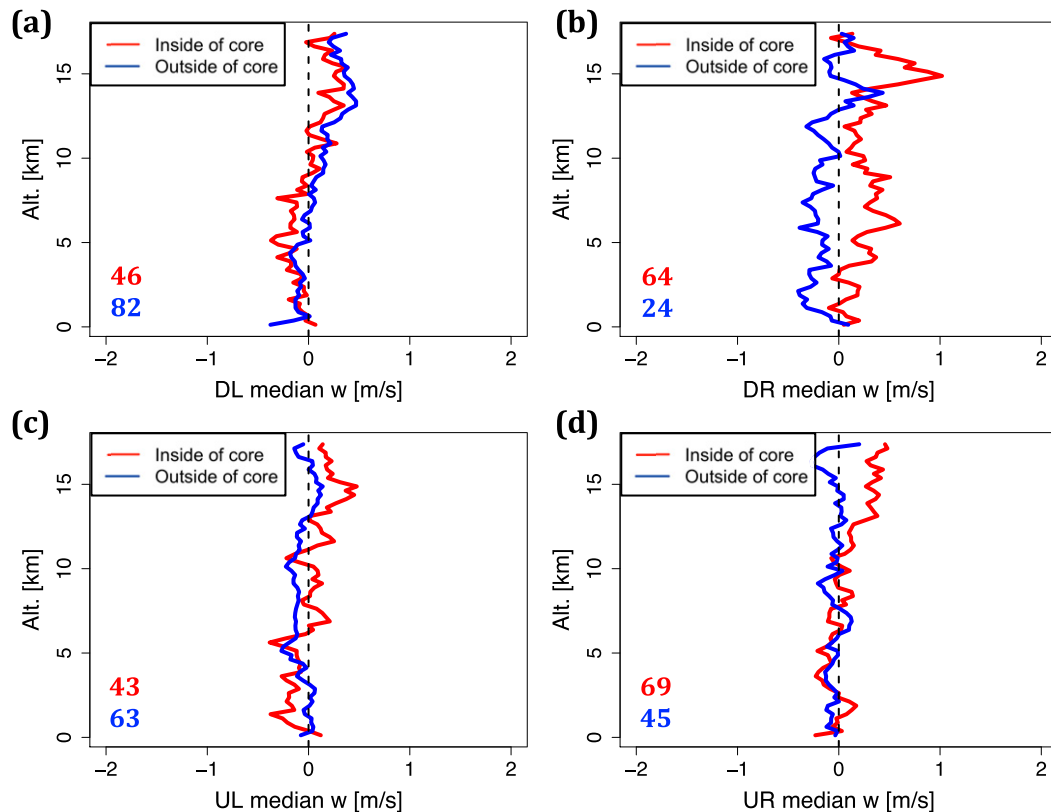 (a)
Inside of core
Outside of core
15
10
5
0
Alt. [km]
46
82
−2 −1 0 1 2
DL median w [m/s]
(b)
Inside of core
Outside of core
15
10
5
0
Alt. [km]
64
24
−2 −1 0 1 2
DR median w [m/s]
(c)
Inside of core
Outside of core
15
10
5
0
Alt. [km]
43
63
−2 −1 0 1 2
UL median w [m/s]
(d)
Inside of core
Outside of core
15
10
5
0
Alt. [km]
69
45
−2 −1 0 1 2
UR median w [m/s]